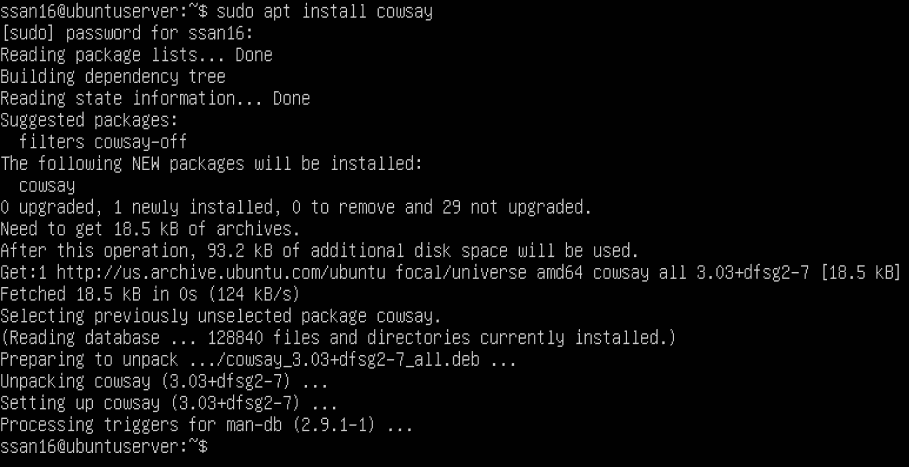 ssan16@ubuntuserver:~$ sudo apt install cowsay
[sudo] password for ssan16:
Reading package lists... Done
Building dependency tree
Reading state information... Done
Suggested packages:
  filters cowsay-off
The following NEW packages will be installed:
  cowsay
0 upgraded, 1 newly installed, 0 to remove and 29 not upgraded.
Need to get 18.5 kB of archives.
After this operation, 93.2 kB of additional disk space will be used.
Get:1 http://us.archive.ubuntu.com/ubuntu focal/universe amd64 cowsay all 3.03+dfsg2-7 [18.5 kB]
Fetched 18.5 kB in 0s (124 kB/s)
Selecting previously unselected package cowsay.
(Reading database ... 128840 files and directories currently installed.)
Preparing to unpack .../cowsay_3.03+dfsg2-7_all.deb ...
Unpacking cowsay (3.03+dfsg2-7) ...
Setting up cowsay (3.03+dfsg2-7) ...
Processing triggers for man-db (2.9.1-1) ...
ssan16@ubuntuserver:~$